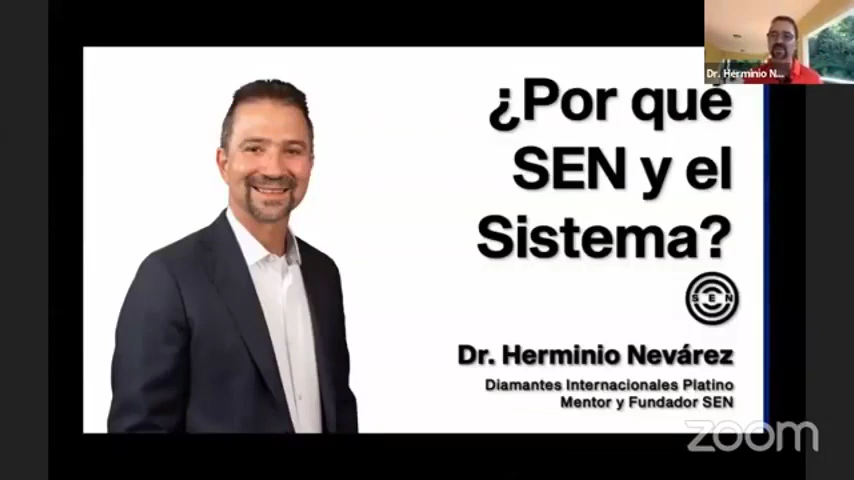 Dr. Herminio N...
¿Por qué
SEN y el
Sistema?
SEN
Dr. Herminio Nevárez
Diamantes Internacionales Platino
Mentor y Fundador SEN
zoom